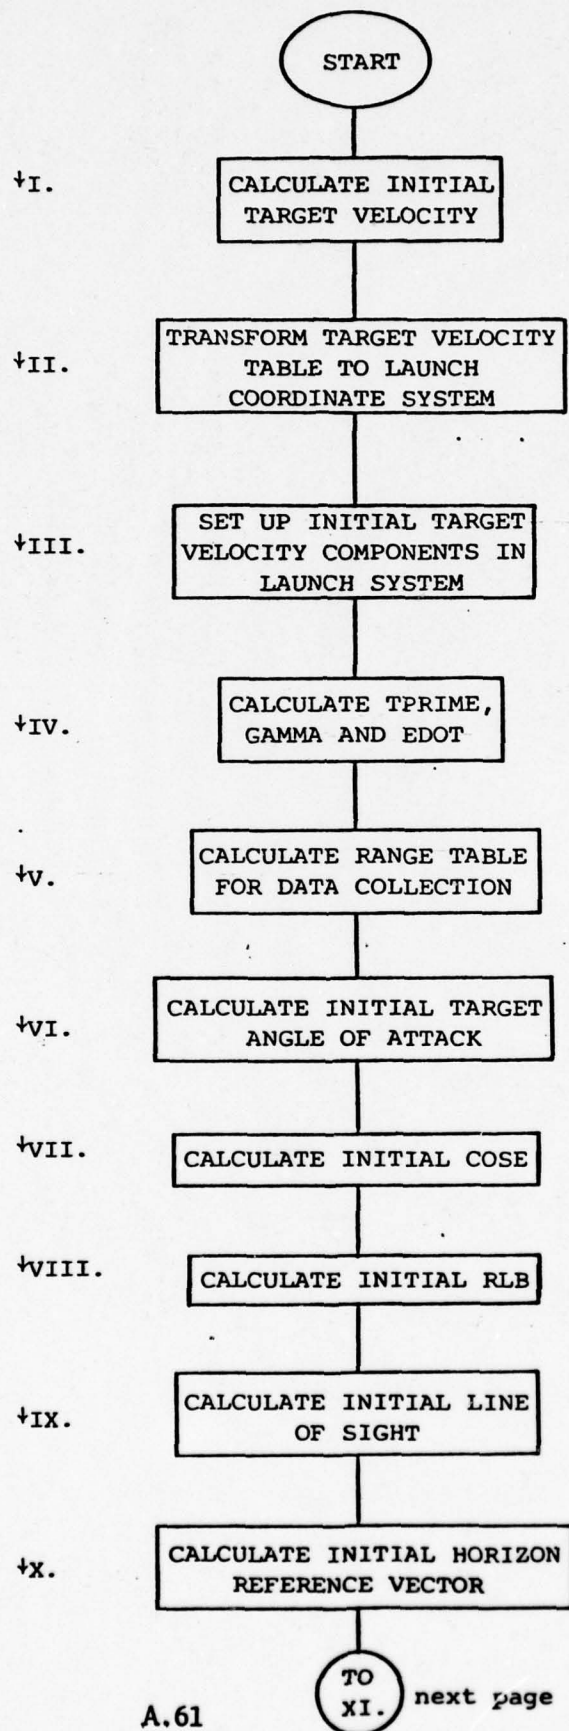 START
↓I.
CALCULATE INITIAL
TARGET VELOCITY
↓II.
TRANSFORM TARGET VELOCITY
TABLE TO LAUNCH
COORDINATE SYSTEM
↓III.
SET UP INITIAL TARGET
VELOCITY COMPONENTS IN
LAUNCH SYSTEM
↓IV.
CALCULATE TPRIME,
GAMMA AND EDOT
↓V.
CALCULATE RANGE TABLE
FOR DATA COLLECTION
↓VI.
CALCULATE INITIAL TARGET
ANGLE OF ATTACK
↓VII.
CALCULATE INITIAL COSE
↓VIII.
CALCULATE INITIAL RLB
↓IX.
CALCULATE INITIAL LINE
OF SIGHT
↓X.
CALCULATE INITIAL HORIZON
REFERENCE VECTOR
TO
XI.
next page
A.61